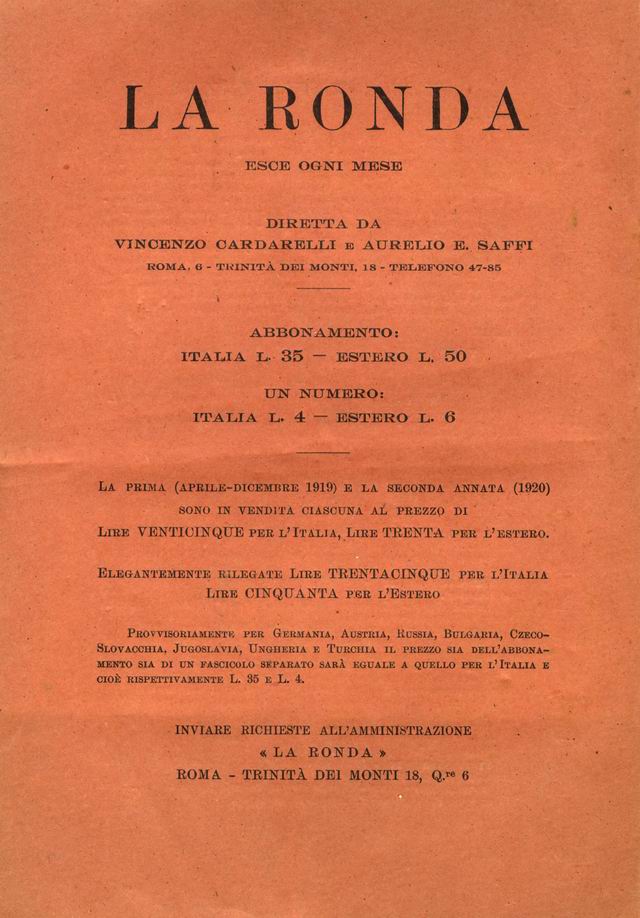 LA RONDA
ESCE OGNI MESE
DIRETTA DA
VINCENZO CARDARELLI E AURELIO E. SAFFI
ROMA, 6 - TRINITÀ DEI MONTI, 18 - TELEFONO 47-85
ABBONAMENTO:
ITALIA L. 35 — ESTERO L. 50
UN NUMERO:
ITALIA L. 4 — ESTERO L. 6
LA PRIMA (APRILE-DICEMBRE 1919) E LA SECONDA ANNATA (1920)
SONO IN VENDITA CIASCUNA AL PREZZO DI
LIRE VENTICINQUE PER L'ITALIA, LIRE TRENTA PER L'ESTERO.
ELEGANTEMENTE RILEGATE LIRE TRENTACINQUE PER L'ITALIA
LIRE CINQUANTA PER L'ESTERO
PROVVISORIAMENTE PER GERMANIA, AUSTRIA, RUSSIA, BULGARIA, CZECO-
SLOVACCHIA, JUGOSLAVIA, UNGHERIA E TURCHIA IL PREZZO SIA DELL'ABBONA-
MENTO SIA DI UN FASCICOLO SEPARATO SARÀ EGUALE A QUELLO PER L'ITALIA E
CIOÈ RISPETTIVAMENTE L. 35 E L. 4.
INVIARE RICHIESTE ALL'AMMINISTRAZIONE
« LA RONDA »
ROMA - TRINITÀ DEI MONTI 18, Q.re 6